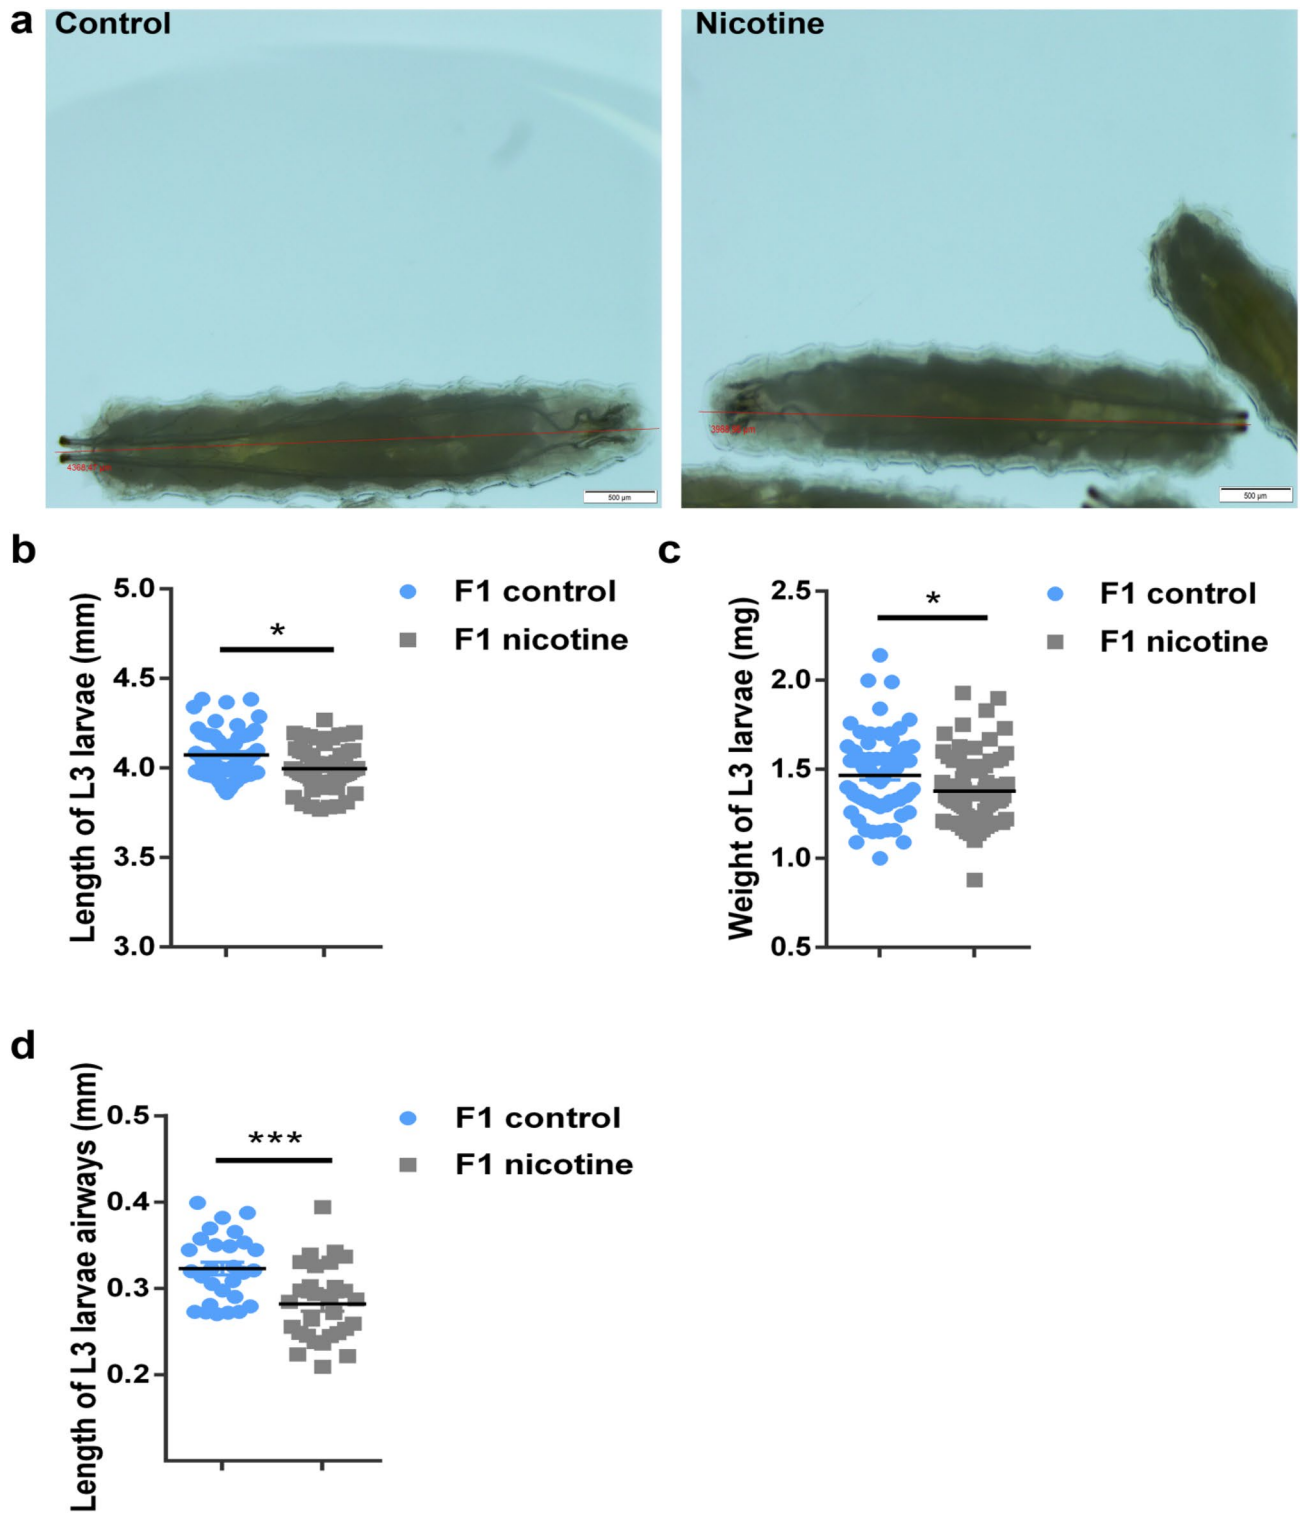 a
Control
Nicotine
500 µm
500 µm
b
Length of L3 larvae (mm)
5.0
4.5
4.0
3.5
3.0
*
F1 control
F1 nicotine
c
Weight of L3 larvae (mg)
2.5
2.0
1.5
1.0
0.5
*
F1 control
F1 nicotine
d
Length of L3 larvae airways (mm)
0.5
0.4
0.3
0.2
***
F1 control
F1 nicotine